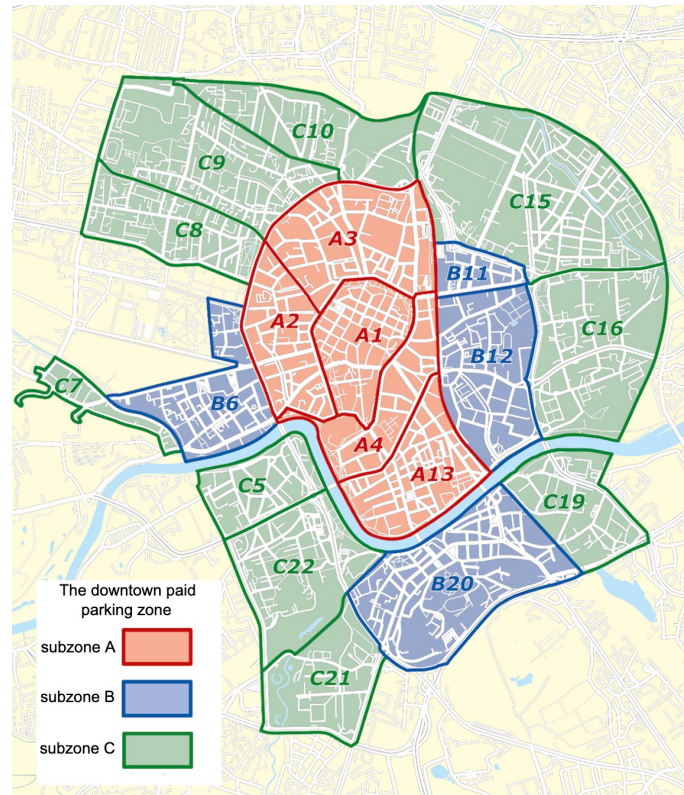 C10
C9
C15
C8
A3
B11
A2
A1
C16
B12
C7
B6
A4
A13
C5
C19
C22
B20
C21
The downtown paid
parking zone
subzone A
subzone B
subzone C